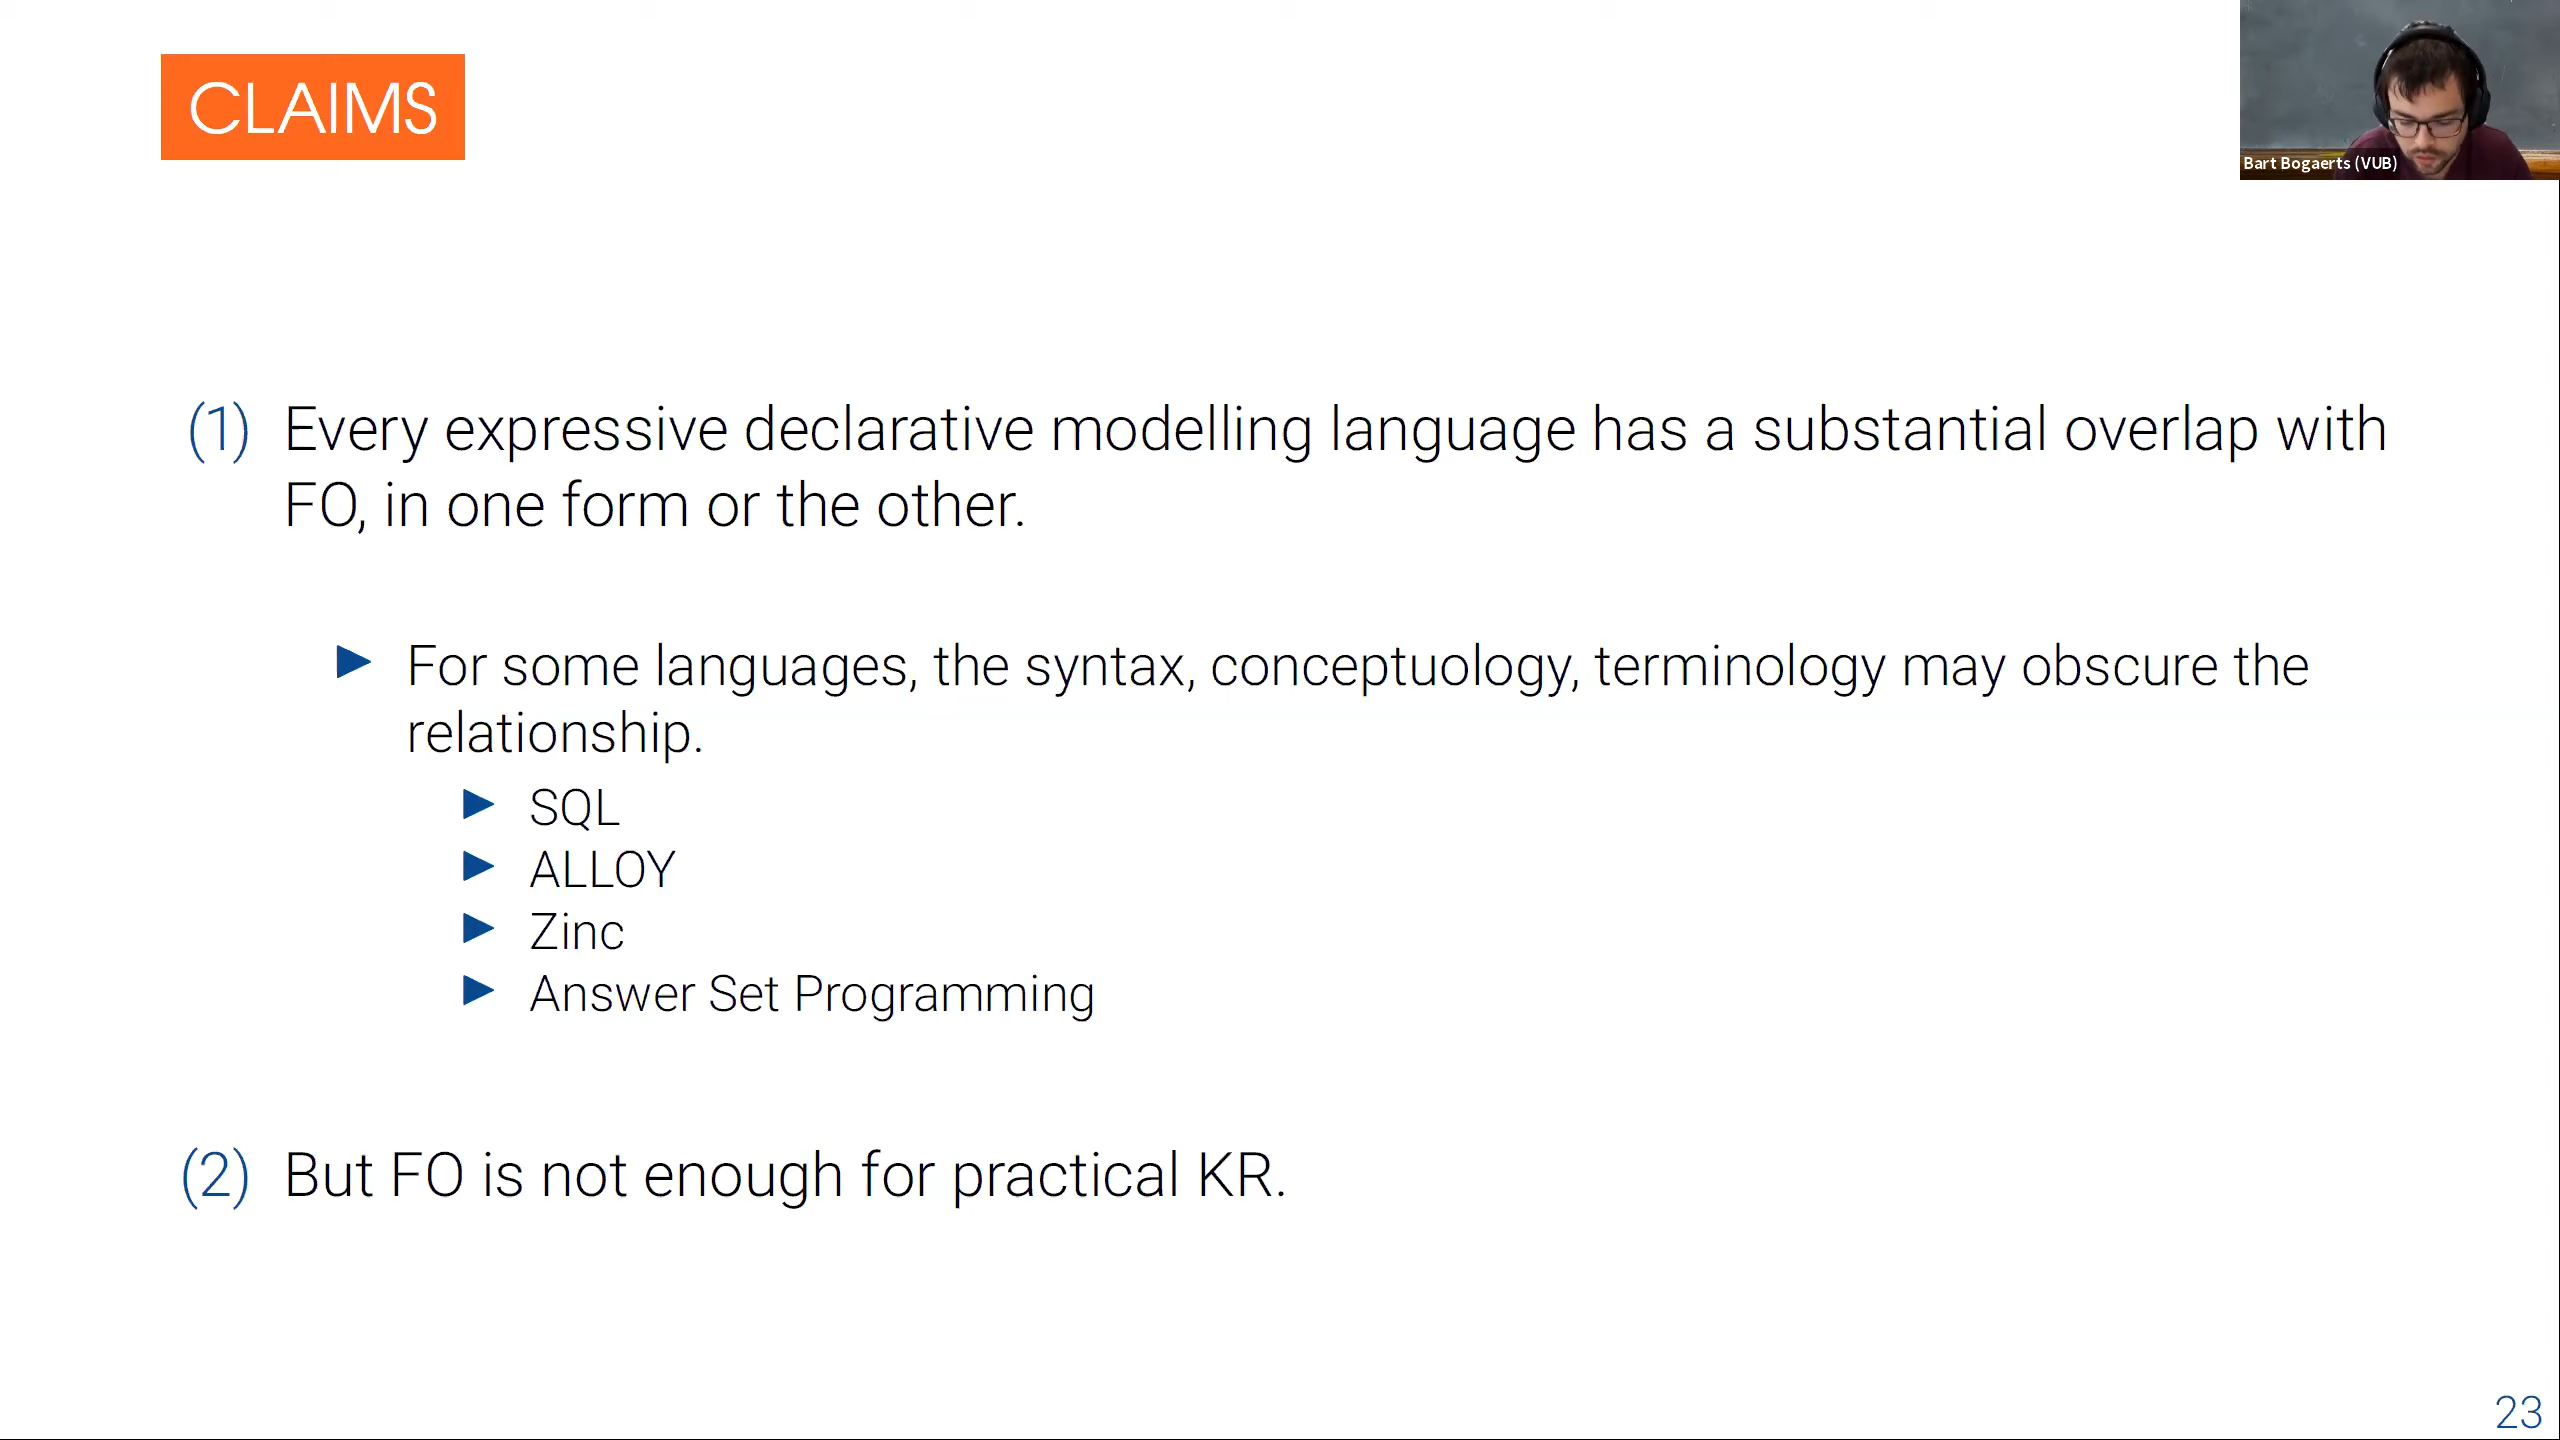 CLAIMS
Bart Bogaerts (VUB)
(1) Every expressive declarative modelling language has a substantial overlap with
FO, in one form or the other.
► For some languages, the syntax, conceptuology, terminology may obscure the
relationship.
► SQL
► ALLOY
► Zinc
► Answer Set Programming
(2) But FO is not enough for practical KR.
23